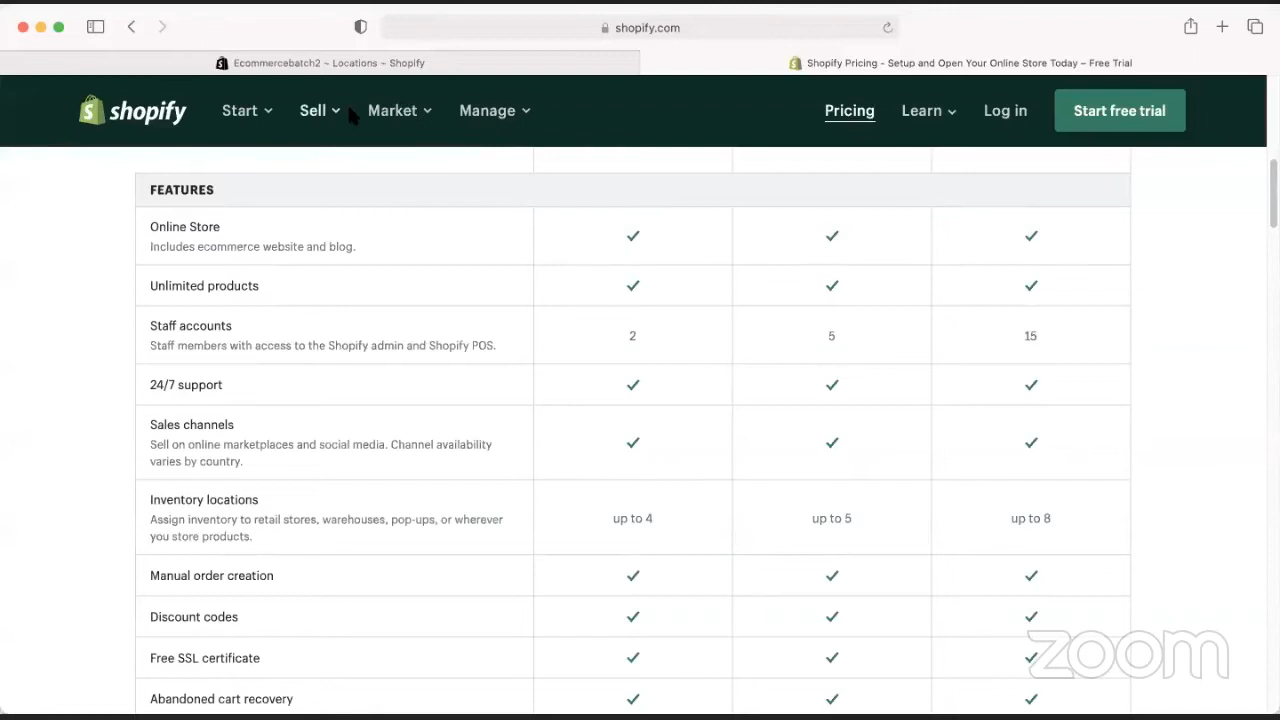 shopify.com
Ecommercebatch2 ~ Locations ~ Shopify
Shopify Pricing - Setup and Open Your Online Store Today – Free Trial
shopify
Start
Sell
Market
Manage
Pricing
Learn
Log in
Start free trial
FEATURES
Online Store
Includes ecommerce website and blog.
Unlimited products
Staff accounts
Staff members with access to the Shopify admin and Shopify POS.
2
5
15
24/7 support
Sales channels
Sell on online marketplaces and social media. Channel availability
varies by country.
Inventory locations
Assign inventory to retail stores, warehouses, pop-ups, or wherever
you store products.
up to 4
up to 5
up to 8
Manual order creation
Discount codes
Free SSL certificate
Abandoned cart recovery
zoom